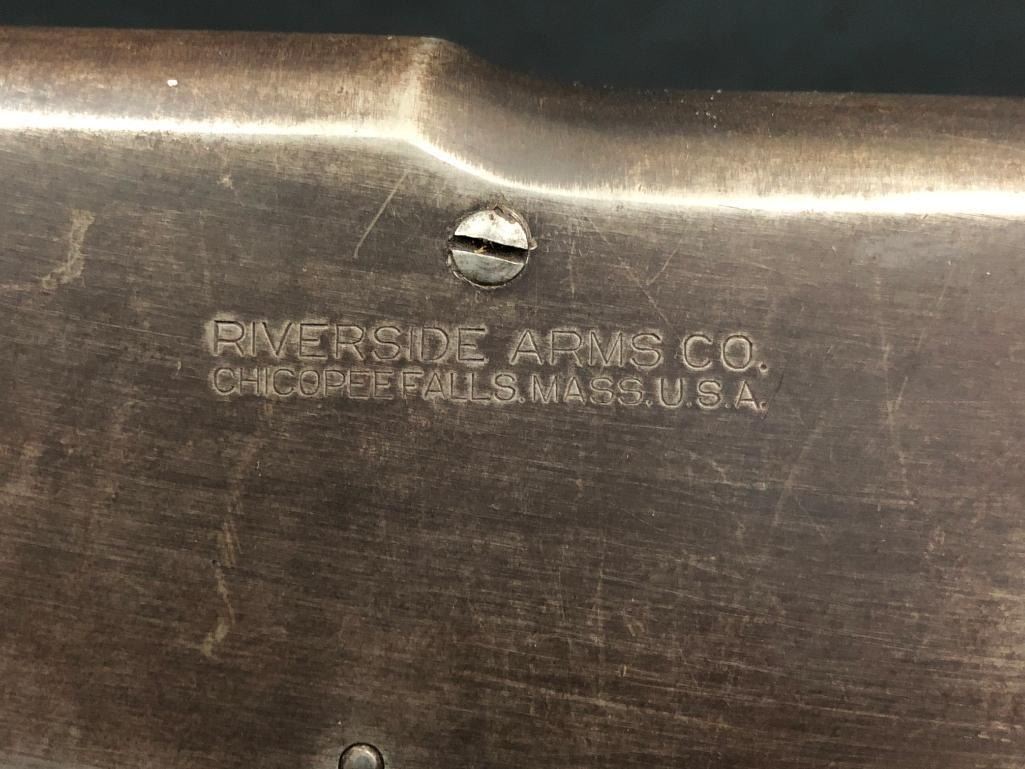 RIVERSIDE ARMS CO.
CHICOPEE FALLS. MASS. U.S.A.